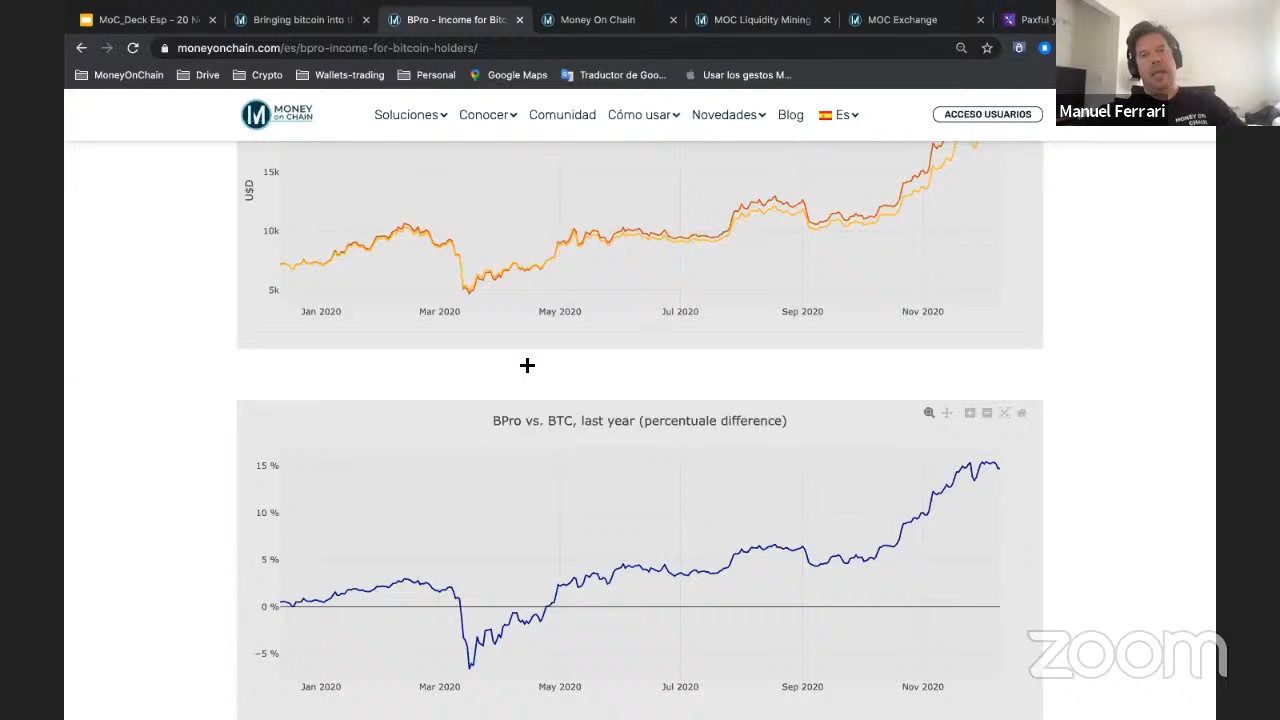 MoC_Deck Esp - 20 N
Bringing bitcoin into th
BPro - Income for Bitc
Money On Chain
MOC Liquidity Mining
MOC Exchange
Paxful y
moneyonchain.com/es/bpro-income-for-bitcoin-holders/
MoneyOnChain
Drive
Crypto
Wallets-trading
Personal
Google Maps
Traductor de Goo...
Usar los gestos M...
Manuel Ferrari
MONEY ON CHAIN
MONEY
on CHAIN
Soluciones
Conocer
Comunidad
Cómo usar
Novedades
Blog
Es
ACCESO USUARIOS
U$D
15k
10k
5k
Jan 2020
Mar 2020
May 2020
Jul 2020
Sep 2020
Nov 2020
BPro vs. BTC, last year (percentuale difference)
15 %
10 %
5 %
0 %
−5 %
Jan 2020
Mar 2020
May 2020
Jul 2020
Sep 2020
Nov 2020
zoom